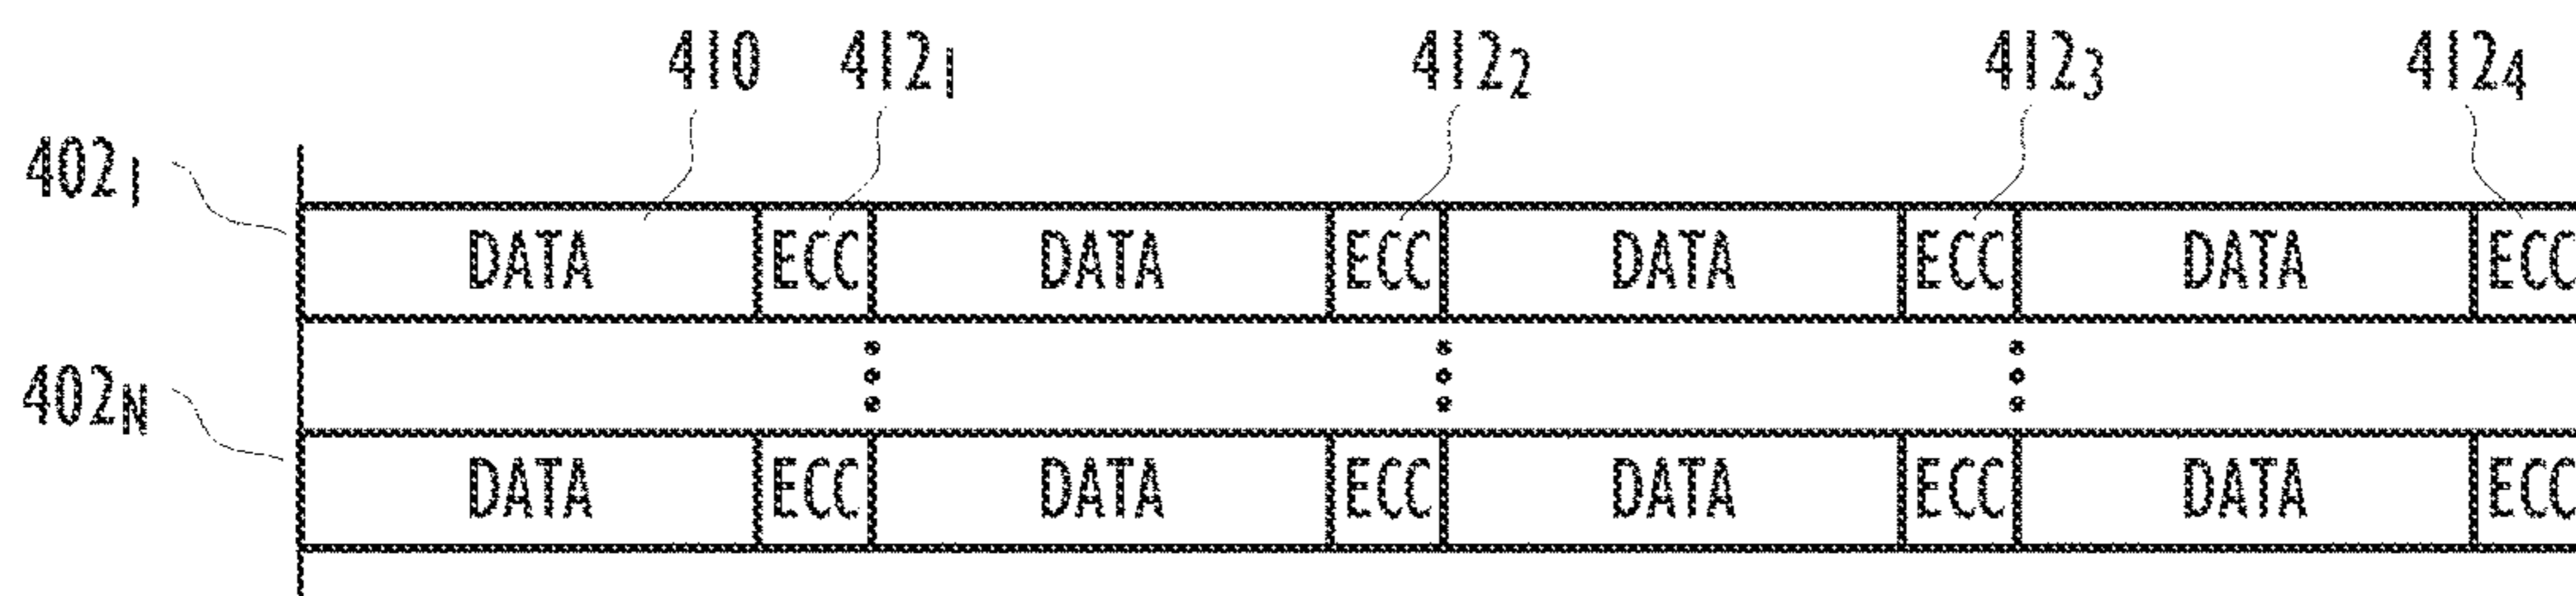 410 412₁ 412₂ 412₃ 412₄
402₁
DATA ECC DATA ECC DATA ECC DATA ECC
402N
DATA ECC DATA ECC DATA ECC DATA ECC